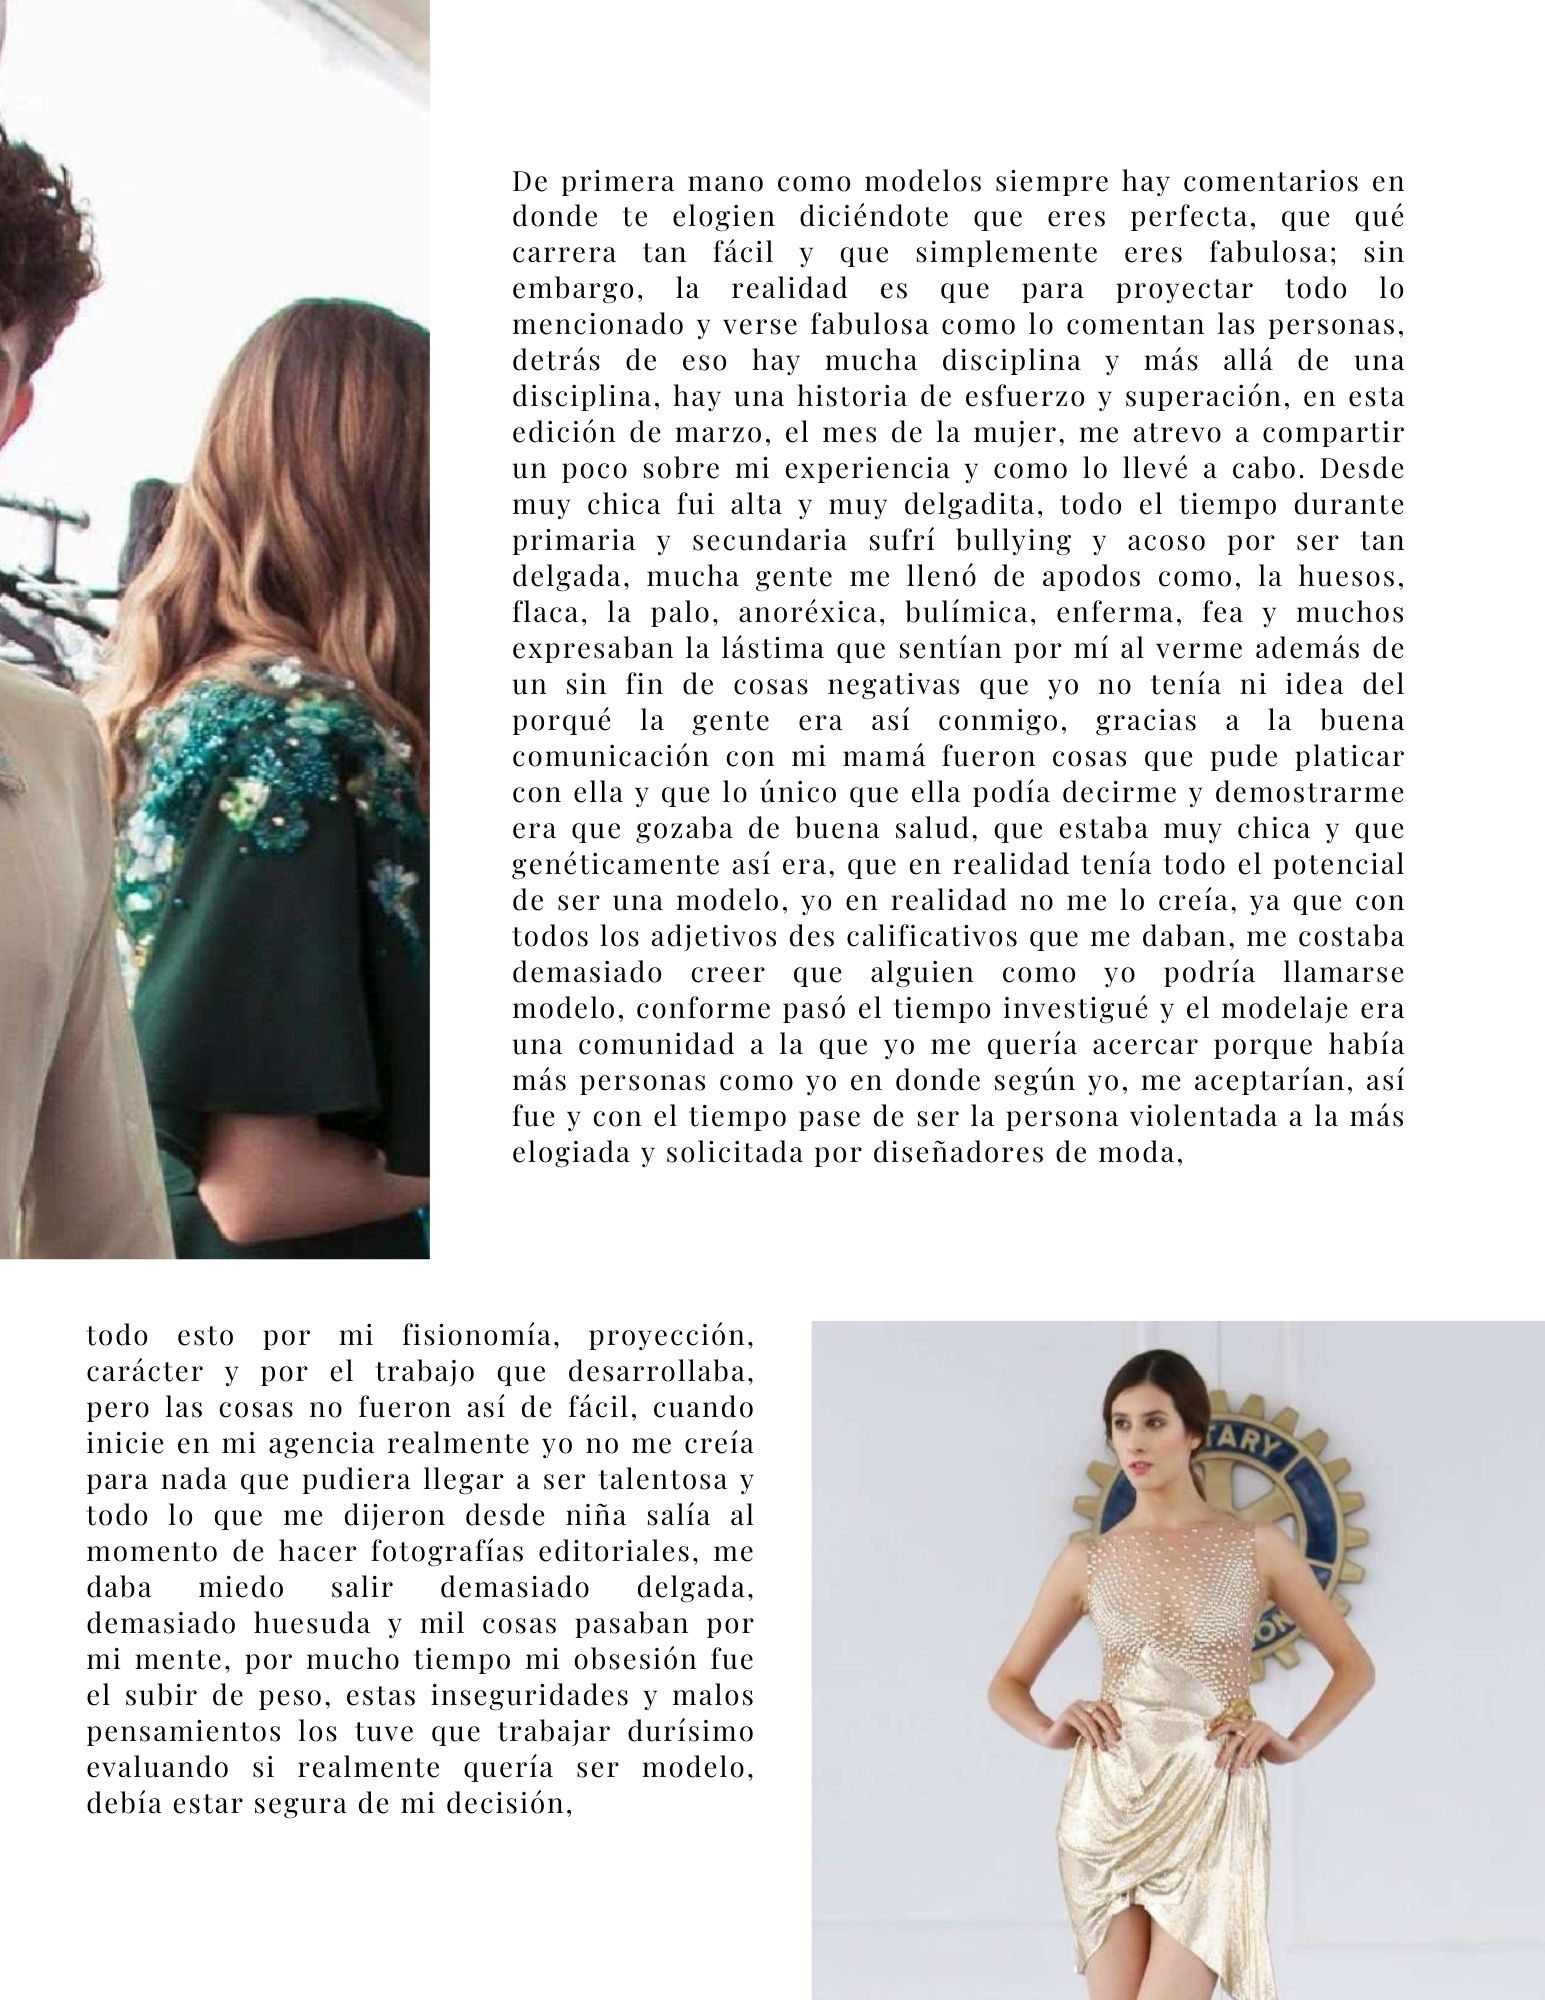 De primera mano como modelos siempre hay comentarios en
donde te elogien diciéndote que eres perfecta, que qué
carrera tan fácil y que simplemente eres fabulosa; sin
embargo, la realidad es que para proyectar todo lo
mencionado y verse fabulosa como lo comentan las personas,
detrás de eso hay mucha disciplina y más allá de una
disciplina, hay una historia de esfuerzo y superación, en esta
edición de marzo, el mes de la mujer, me atrevo a compartir
un poco sobre mi experiencia y como lo llevé a cabo. Desde
muy chica fui alta y muy delgadita, todo el tiempo durante
primaria y secundaria sufrí bullying y acoso por ser tan
delgada, mucha gente me llenó de apodos como, la huesos,
flaca, la palo, anoréxica, bulímica, enferma, fea y muchos
expresaban la lástima que sentían por mí al verme además de
un sin fin de cosas negativas que yo no tenía ni idea del
porqué la gente era así conmigo, gracias a la buena
comunicación con mi mamá fueron cosas que pude platicar
con ella y que lo único que ella podía decirme y demostrarme
era que gozaba de buena salud, que estaba muy chica y que
genéticamente así era, que en realidad tenía todo el potencial
de ser una modelo, yo en realidad no me lo creía, ya que con
todos los adjetivos des calificativos que me daban, me costaba
demasiado creer que alguien como yo podría llamarse
modelo, conforme pasó el tiempo investigué y el modelaje era
una comunidad a la que yo me quería acercar porque había
más personas como yo en donde según yo, me aceptarían, así
fue y con el tiempo pase de ser la persona violentada a la más
elogiada y solicitada por diseñadores de moda,
todo esto por mi fisionomía, proyección,
carácter y por el trabajo que desarrollaba,
pero las cosas no fueron así de fácil, cuando
inicie en mi agencia realmente yo no me creía
para nada que pudiera llegar a ser talentosa y
todo lo que me dijeron desde niña salía al
momento de hacer fotografías editoriales, me
daba miedo salir demasiado delgada,
demasiado huesuda y mil cosas pasaban por
mi mente, por mucho tiempo mi obsesión fue
el subir de peso, estas inseguridades y malos
pensamientos los tuve que trabajar durísimo
evaluando si realmente quería ser modelo,
debía estar segura de mi decisión,
TARY